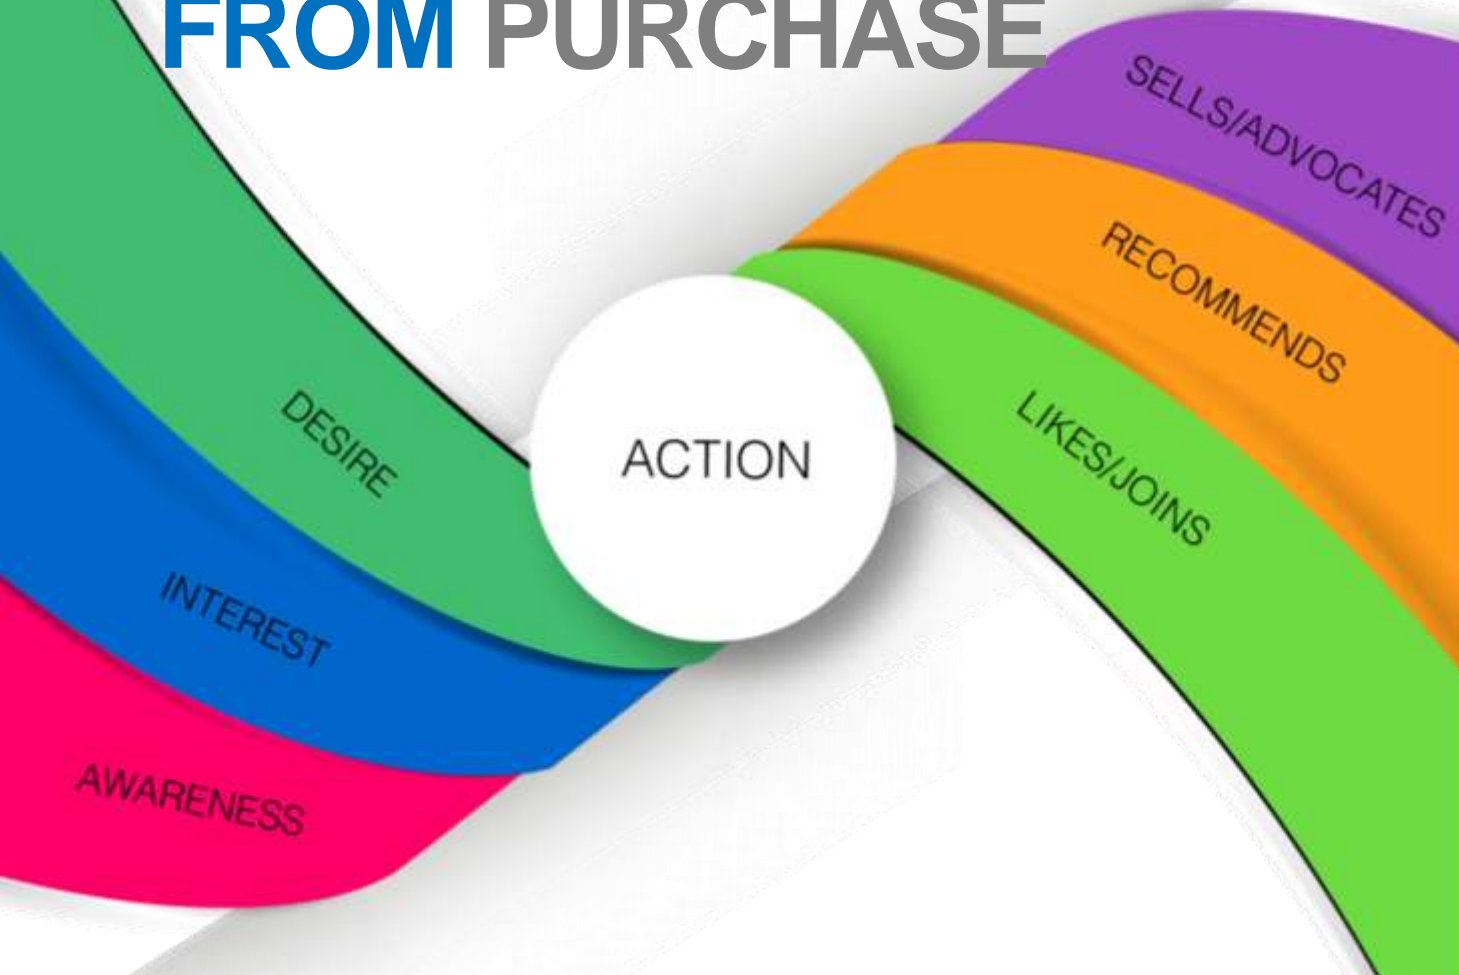 FROM PURCHASE
SELLS/ADVOCATES
RECOMMENDS
LIKES/JOINS
DESIRE
ACTION
INTEREST
AWARENESS